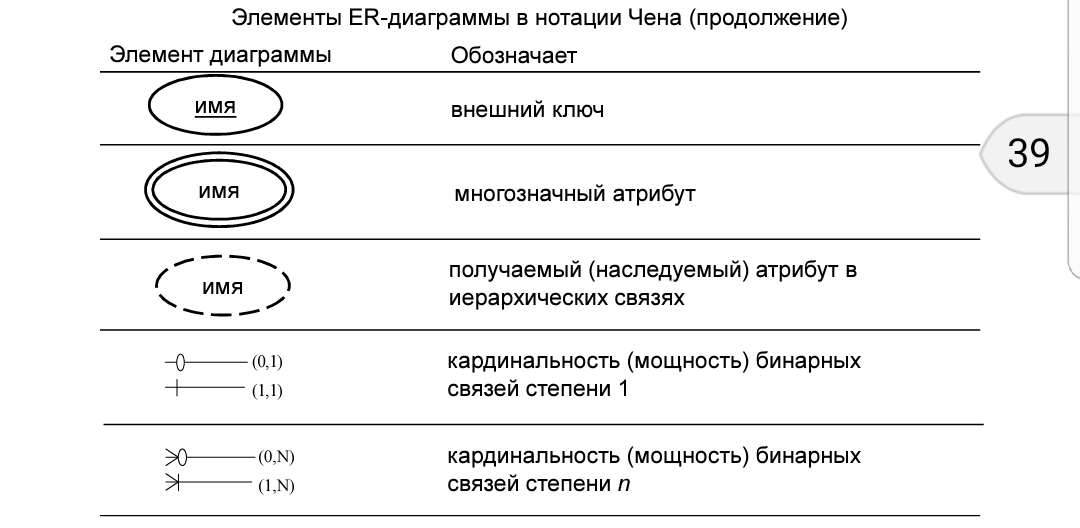 Элементы ER-диаграммы в нотации Чена (продолжение)
Элемент диаграммы Обозначает
имя внешний ключ
39
имя многозначный атрибут
имя получаемый (наследуемый) атрибут в
иерархических связях
(0,1) кардинальность (мощность) бинарных
(1,1) связей степени 1
(0,N) кардинальность (мощность) бинарных
(1,N) связей степени n